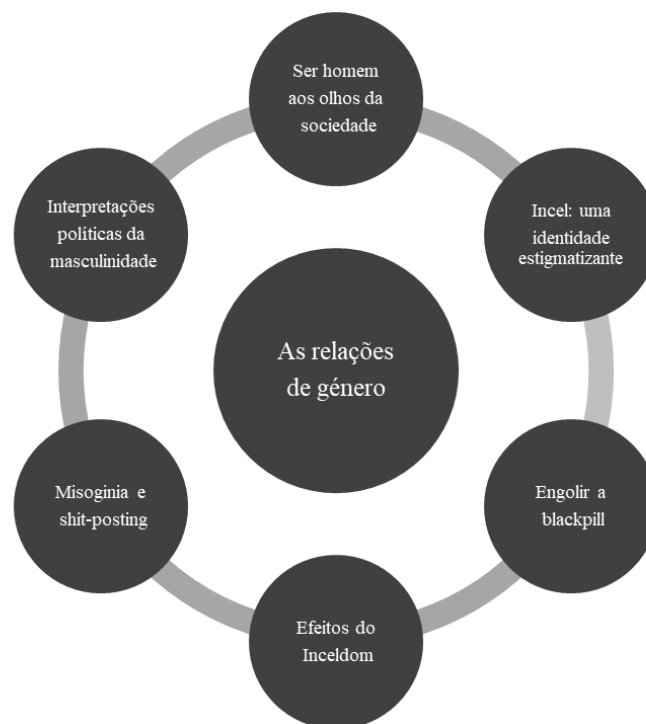 Ser homem
aos olhos da
sociedade
Incel: uma
identidade
estigmatizante
Engolir a
blackpill
Efeitos do
Inceldom
Misoginia e
shit-posting
Interpretações
políticas da
masculinidade
As relações
de género